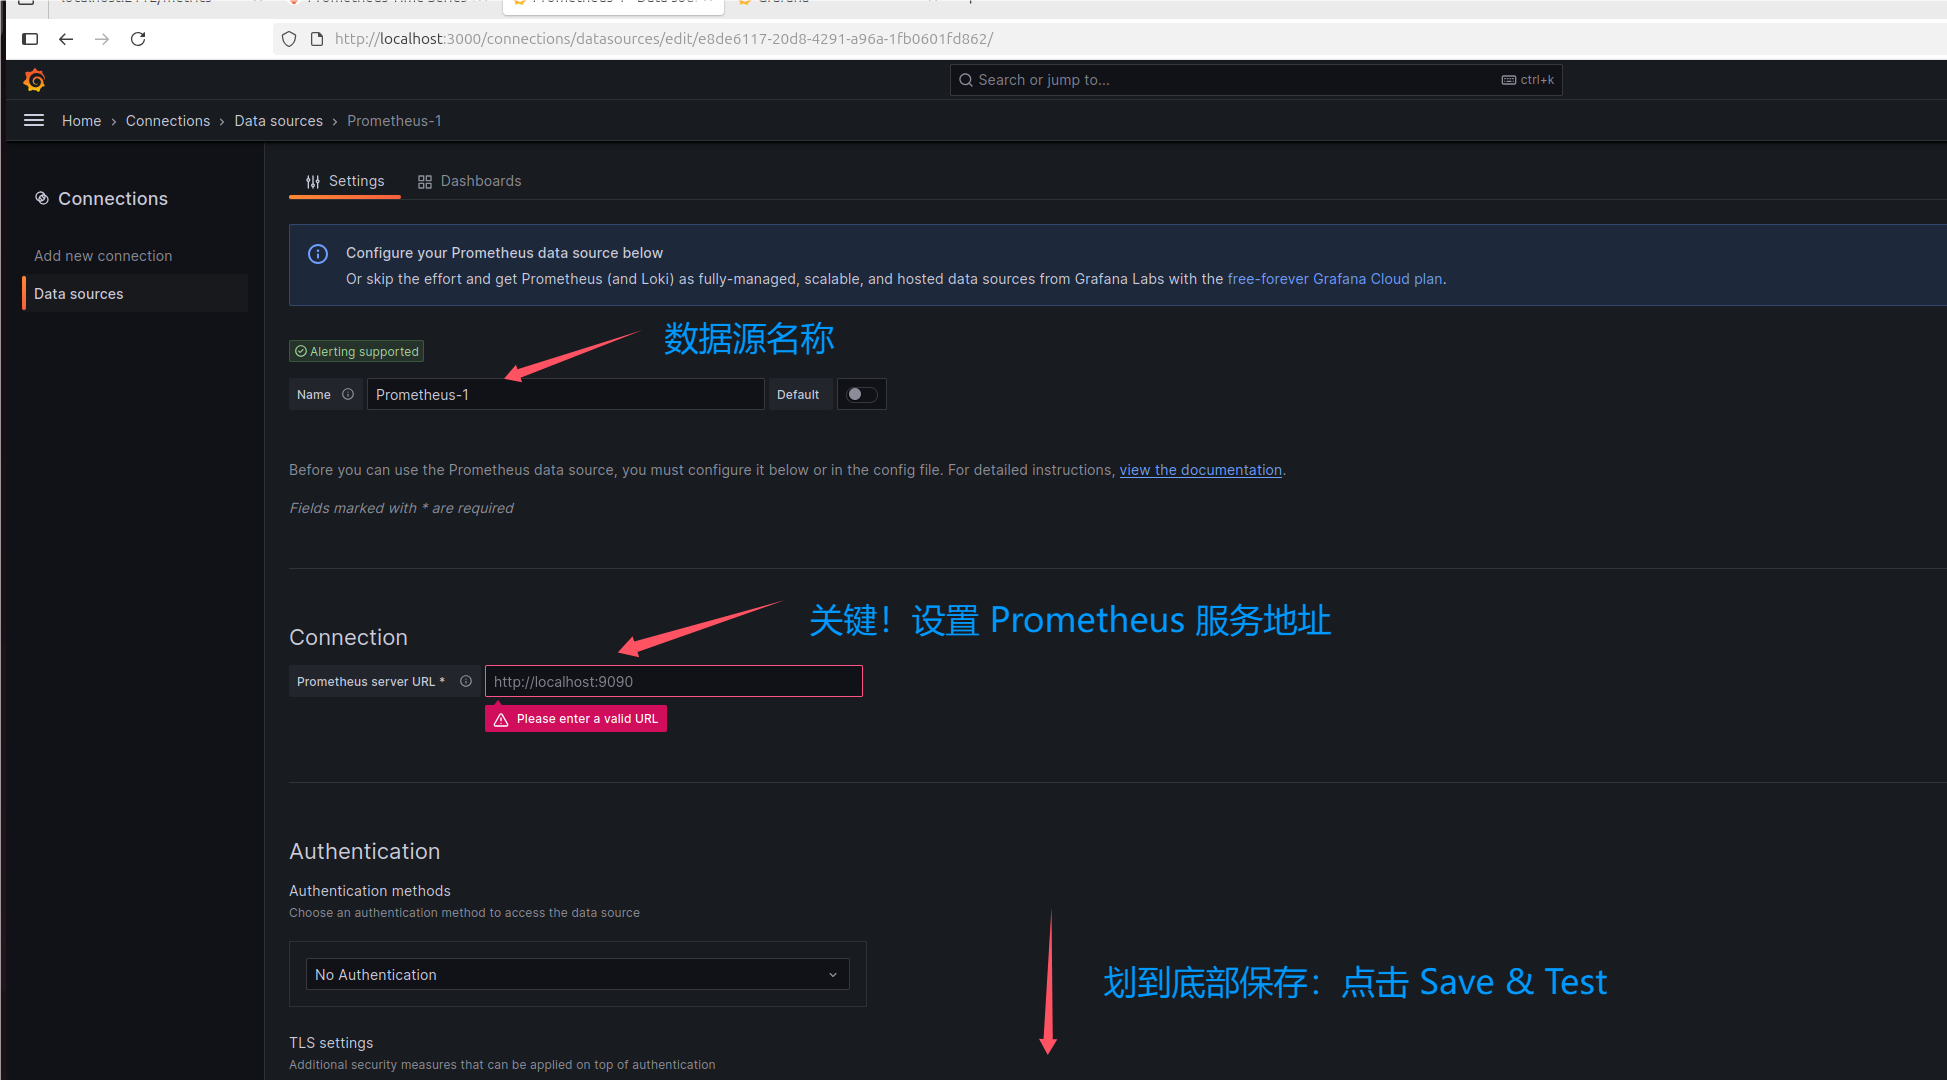 http://localhost:3000/connections/datasources/edit/e8de6117-20d8-4291-a96a-1fb0601fd862/
Search or jump to...
ctrl+k
Home › Connections › Data sources › Prometheus-1
Connections
Add new connection
Data sources
Settings
Dashboards
Configure your Prometheus data source below
Or skip the effort and get Prometheus (and Loki) as fully-managed, scalable, and hosted data sources from Grafana Labs with the free-forever Grafana Cloud plan.
数据源名称
Alerting supported
Name
Prometheus-1
Default
Before you can use the Prometheus data source, you must configure it below or in the config file. For detailed instructions, view the documentation.
Fields marked with * are required
关键！设置 Prometheus 服务地址
Connection
Prometheus server URL *
http://localhost:9090
Please enter a valid URL
Authentication
Authentication methods
Choose an authentication method to access the data source
No Authentication
划到底部保存：点击 Save & Test
TLS settings
Additional security measures that can be applied on top of authentication